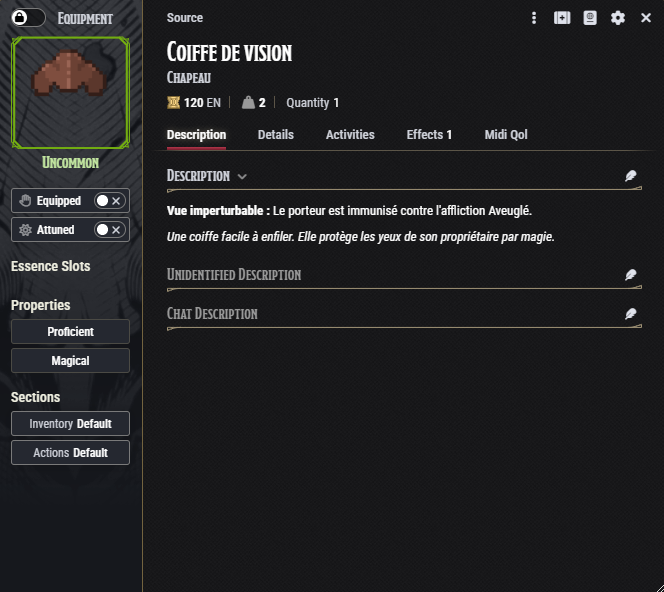 Equipment
Source
Coiffe de vision
Chapeau
120 EN
2
Quantity 1
Description
Details
Activities
Effects 1
Midi Qol
Uncommon
Equipped
Attuned
Essence Slots
Properties
Proficient
Magical
Sections
Inventory Default
Actions Default
Description
Vue imperturbable : Le porteur est immunisé contre l'affliction Aveuglé.
Une coiffe facile à enfiler. Elle protège les yeux de son propriétaire par magie.
Unidentified Description
Chat Description